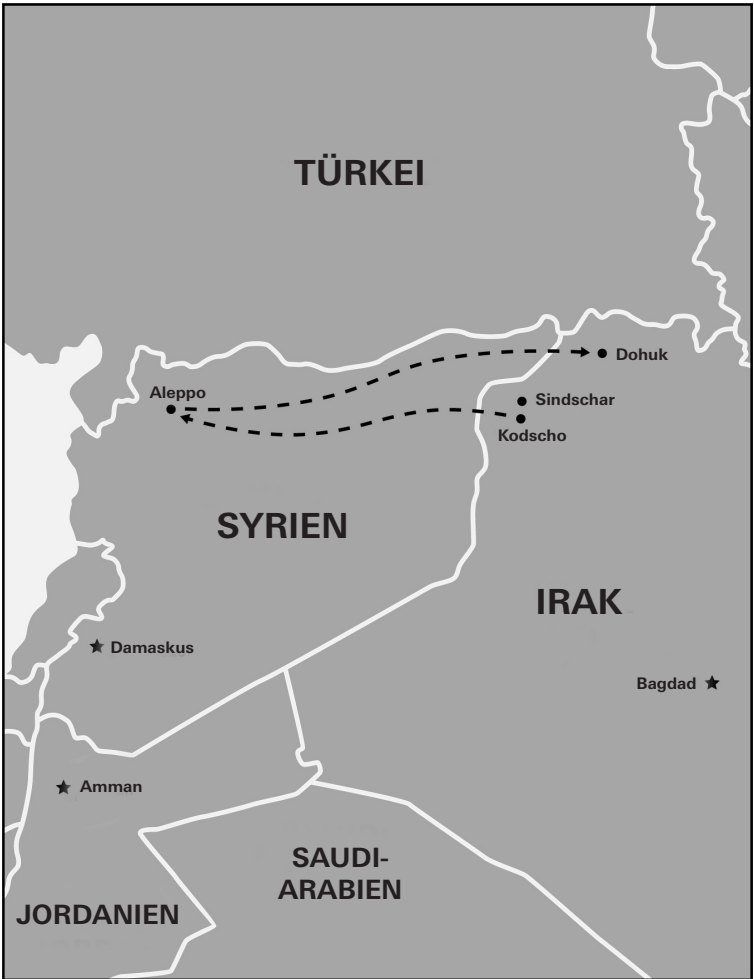 TÜRKEI
Dohuk
Aleppo
Sindschar
Kodscho
SYRIEN
IRAK
Damaskus
Bagdad
Amman
SAUDI-
ARABIEN
JORDANIEN